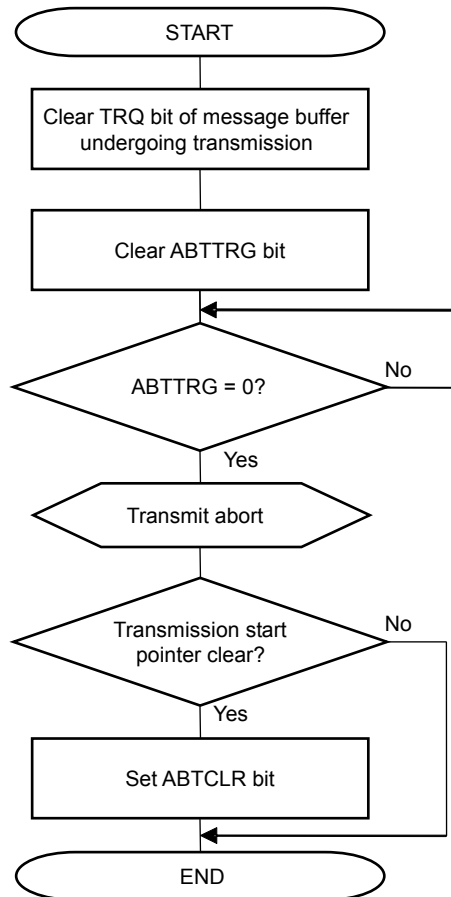 START
Clear TRQ bit of message buffer
undergoing transmission
Clear ABTTRG bit
ABTTRG = 0?
No
Yes
Transmit abort
Transmission start
pointer clear?
No
Yes
Set ABTCLR bit
END